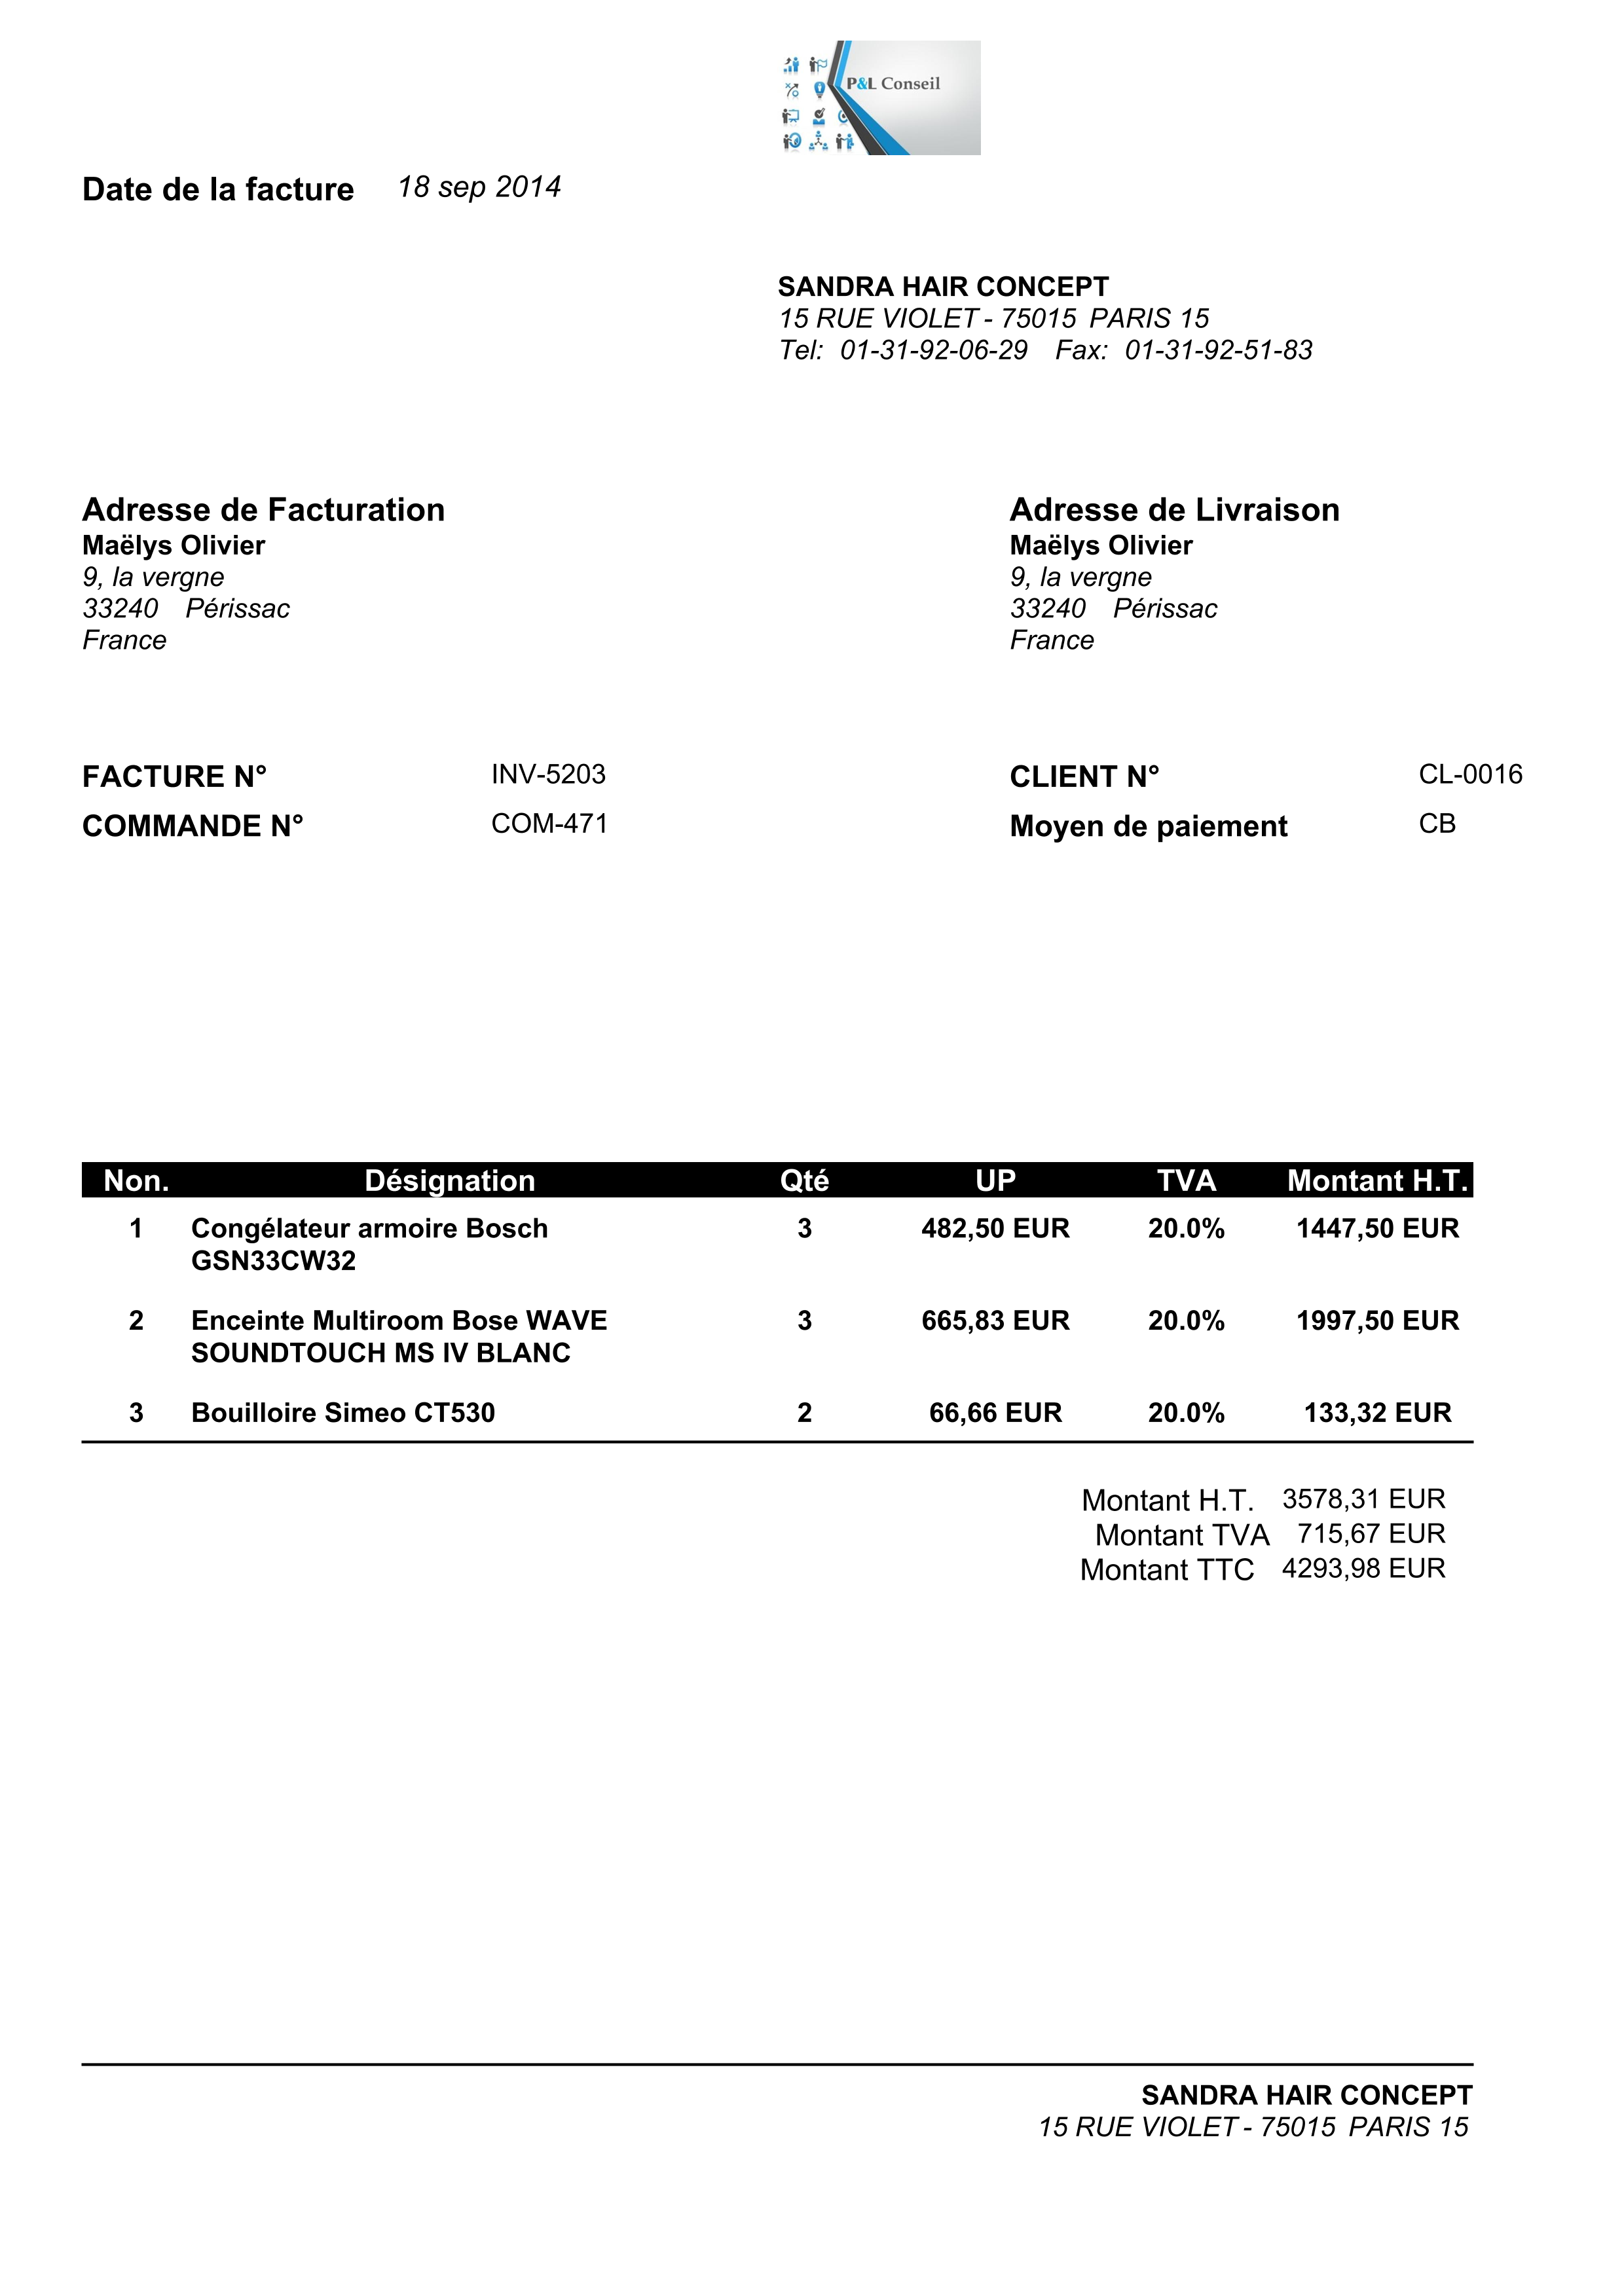 P&L Conseil
Date de la facture 18 sep 2014
SANDRA HAIR CONCEPT
15 RUE VIOLET - 75015 PARIS 15
Tel: 01-31-92-06-29 Fax: 01-31-92-51-83
Adresse de Facturation
Maëlys Olivier
9, la vergne
33240 Périssac
France
Adresse de Livraison
Maëlys Olivier
9, la vergne
33240 Périssac
France
FACTURE N° INV-5203
COMMANDE N° COM-471
CLIENT N° CL-0016
Moyen de paiement CB
Non. Désignation Qté UP TVA Montant H.T.
1 Congélateur armoire Bosch 3 482,50 EUR 20.0% 1447,50 EUR
GSN33CW32
2 Enceinte Multiroom Bose WAVE 3 665,83 EUR 20.0% 1997,50 EUR
SOUNDTOUCH MS IV BLANC
3 Bouilloire Simeo CT530 2 66,66 EUR 20.0% 133,32 EUR
Montant H.T. 3578,31 EUR
Montant TVA 715,67 EUR
Montant TTC 4293,98 EUR
SANDRA HAIR CONCEPT
15 RUE VIOLET - 75015 PARIS 15